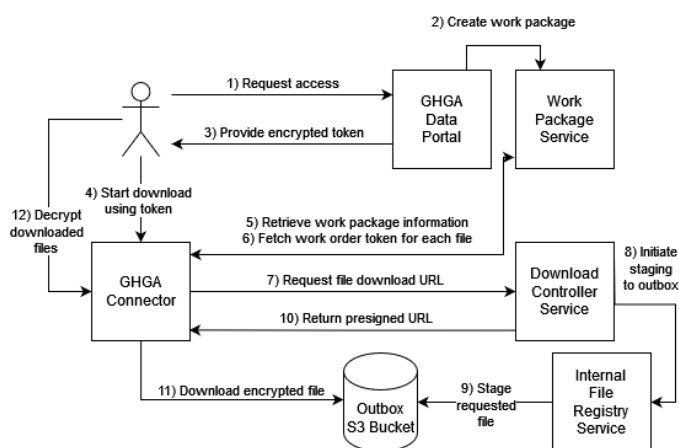 2) Create work package
1) Request access
GHGA
Data
Portal
Work
Package
Service
3) Provide encrypted token
4) Start download
using token
12) Decrypt
downloaded
files
5) Retrieve work package information
6) Fetch work order token for each file
GHGA
Connector
7) Request file download URL
Download
Controller
Service
8) Initiate
staging
to outbox
10) Return presigned URL
11) Download encrypted file
Outbox
S3 Bucket
9) Stage
requested
file
Internal
File
Registry
Service